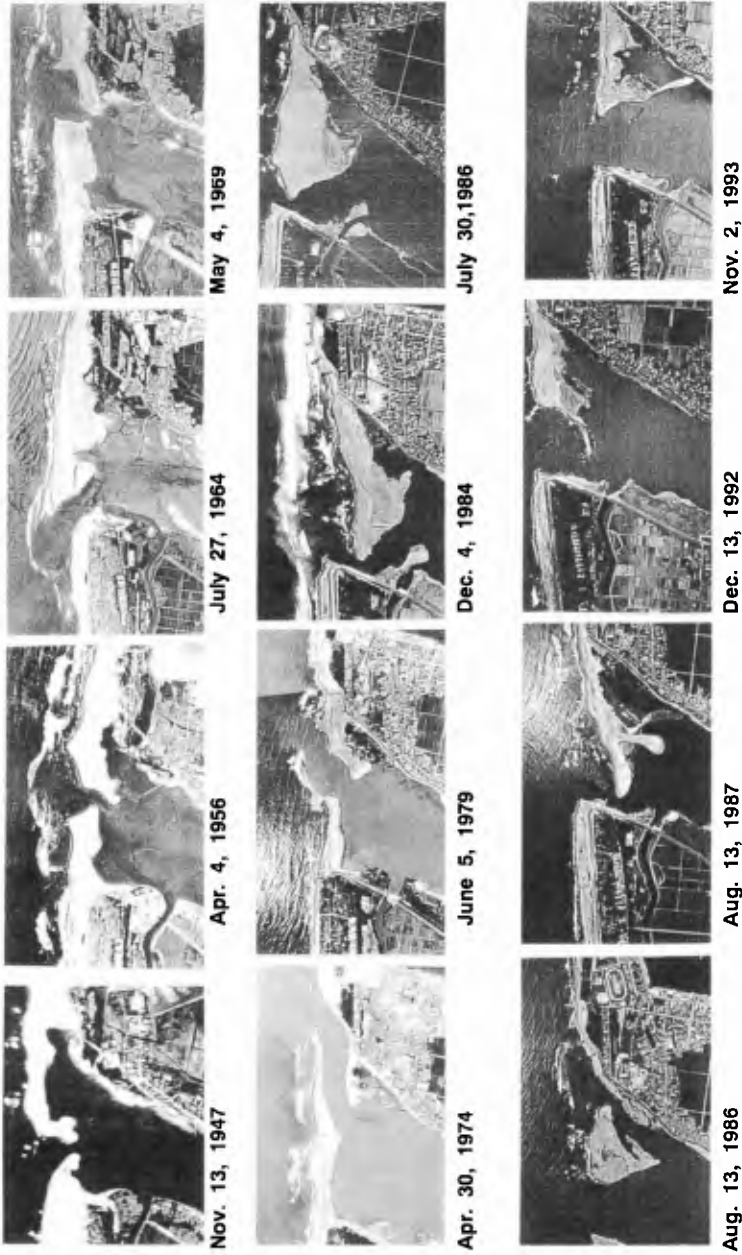 Nov. 13, 1947
Apr. 4, 1956
July 27, 1964
May 4, 1969
Apr. 30, 1974
June 5, 1979
Dec. 4, 1984
July 30,1986
Aug. 13, 1986
Aug. 13, 1987
Dec. 13, 1992
Nov. 2, 1993